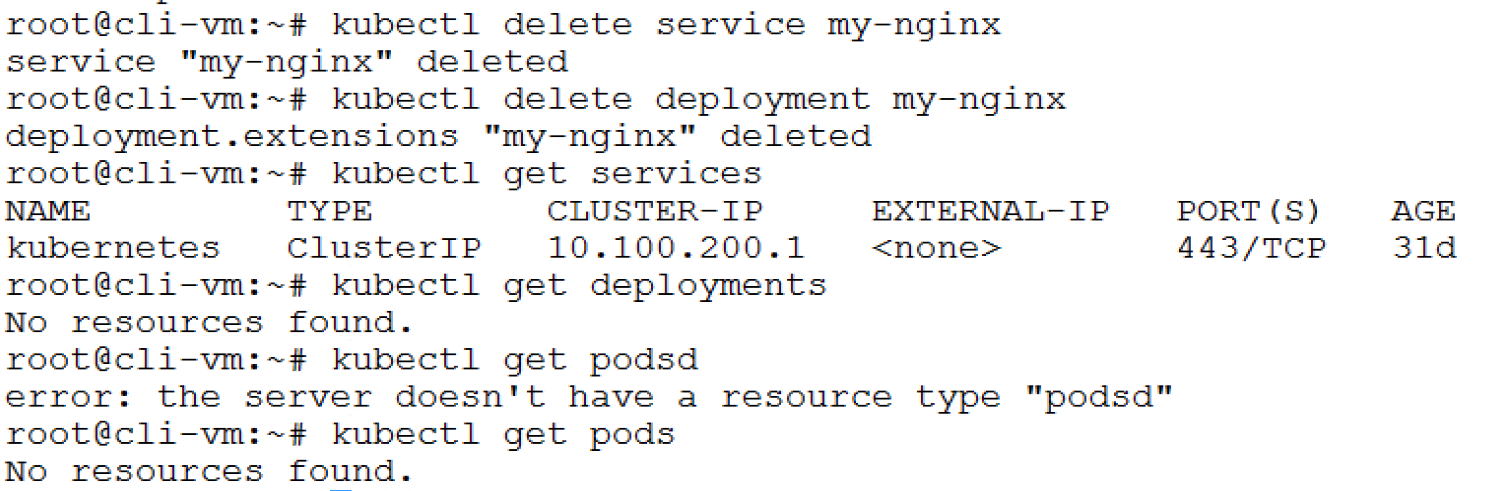 root@cli-vm:~# kubectl delete service my-nginx
service "my-nginx" deleted
root@cli-vm:~# kubectl delete deployment my-nginx
deployment.extensions "my-nginx" deleted
root@cli-vm:~# kubectl get services
NAME         TYPE        CLUSTER-IP     EXTERNAL-IP   PORT(S)   AGE
kubernetes   ClusterIP   10.100.200.1   <none>        443/TCP   31d
root@cli-vm:~# kubectl get deployments
No resources found.
root@cli-vm:~# kubectl get podsd
error: the server doesn't have a resource type "podsd"
root@cli-vm:~# kubectl get pods
No resources found.